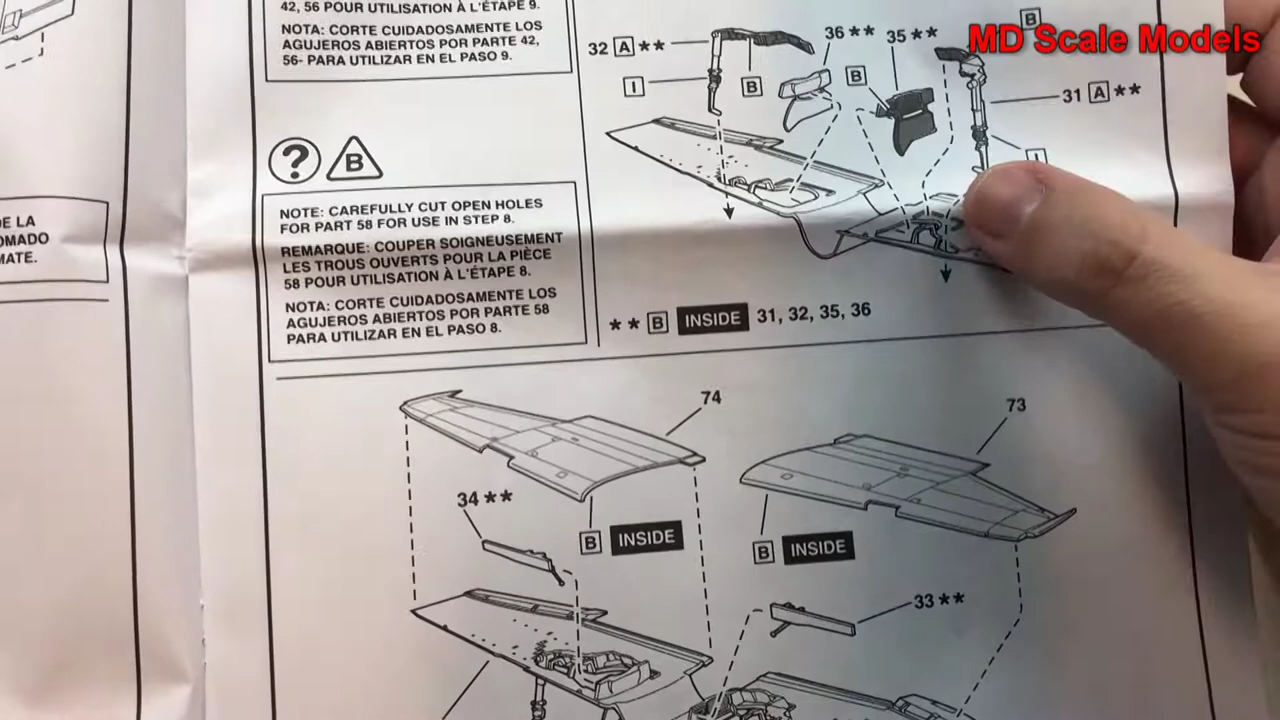 42, 56 POUR UTILISATION À L'ÉTAPE 9.
NOTA: CORTE CUIDADOSAMENTE LOS
AGUJEROS ABIERTOS POR PARTE 42,
56- PARA UTILIZAR EN EL PASO 9.
MD Scale Models
B
36 ** 35 **
32 A **
I
B
B
31 A **
I
? B
DE LA
OMADO
MATE.
NOTE: CAREFULLY CUT OPEN HOLES
FOR PART 58 FOR USE IN STEP 8.
REMARQUE: COUPER SOIGNEUSEMENT
LES TROUS OUVERTS POUR LA PIÈCE
58 POUR UTILISATION À L'ÉTAPE 8.
NOTA: CORTE CUIDADOSAMENTE LOS
AGUJEROS ABIERTOS POR PARTE 58
PARA UTILIZAR EN EL PASO 8.
** B INSIDE 31, 32, 35, 36
74
73
34 **
B INSIDE
B INSIDE
33 **